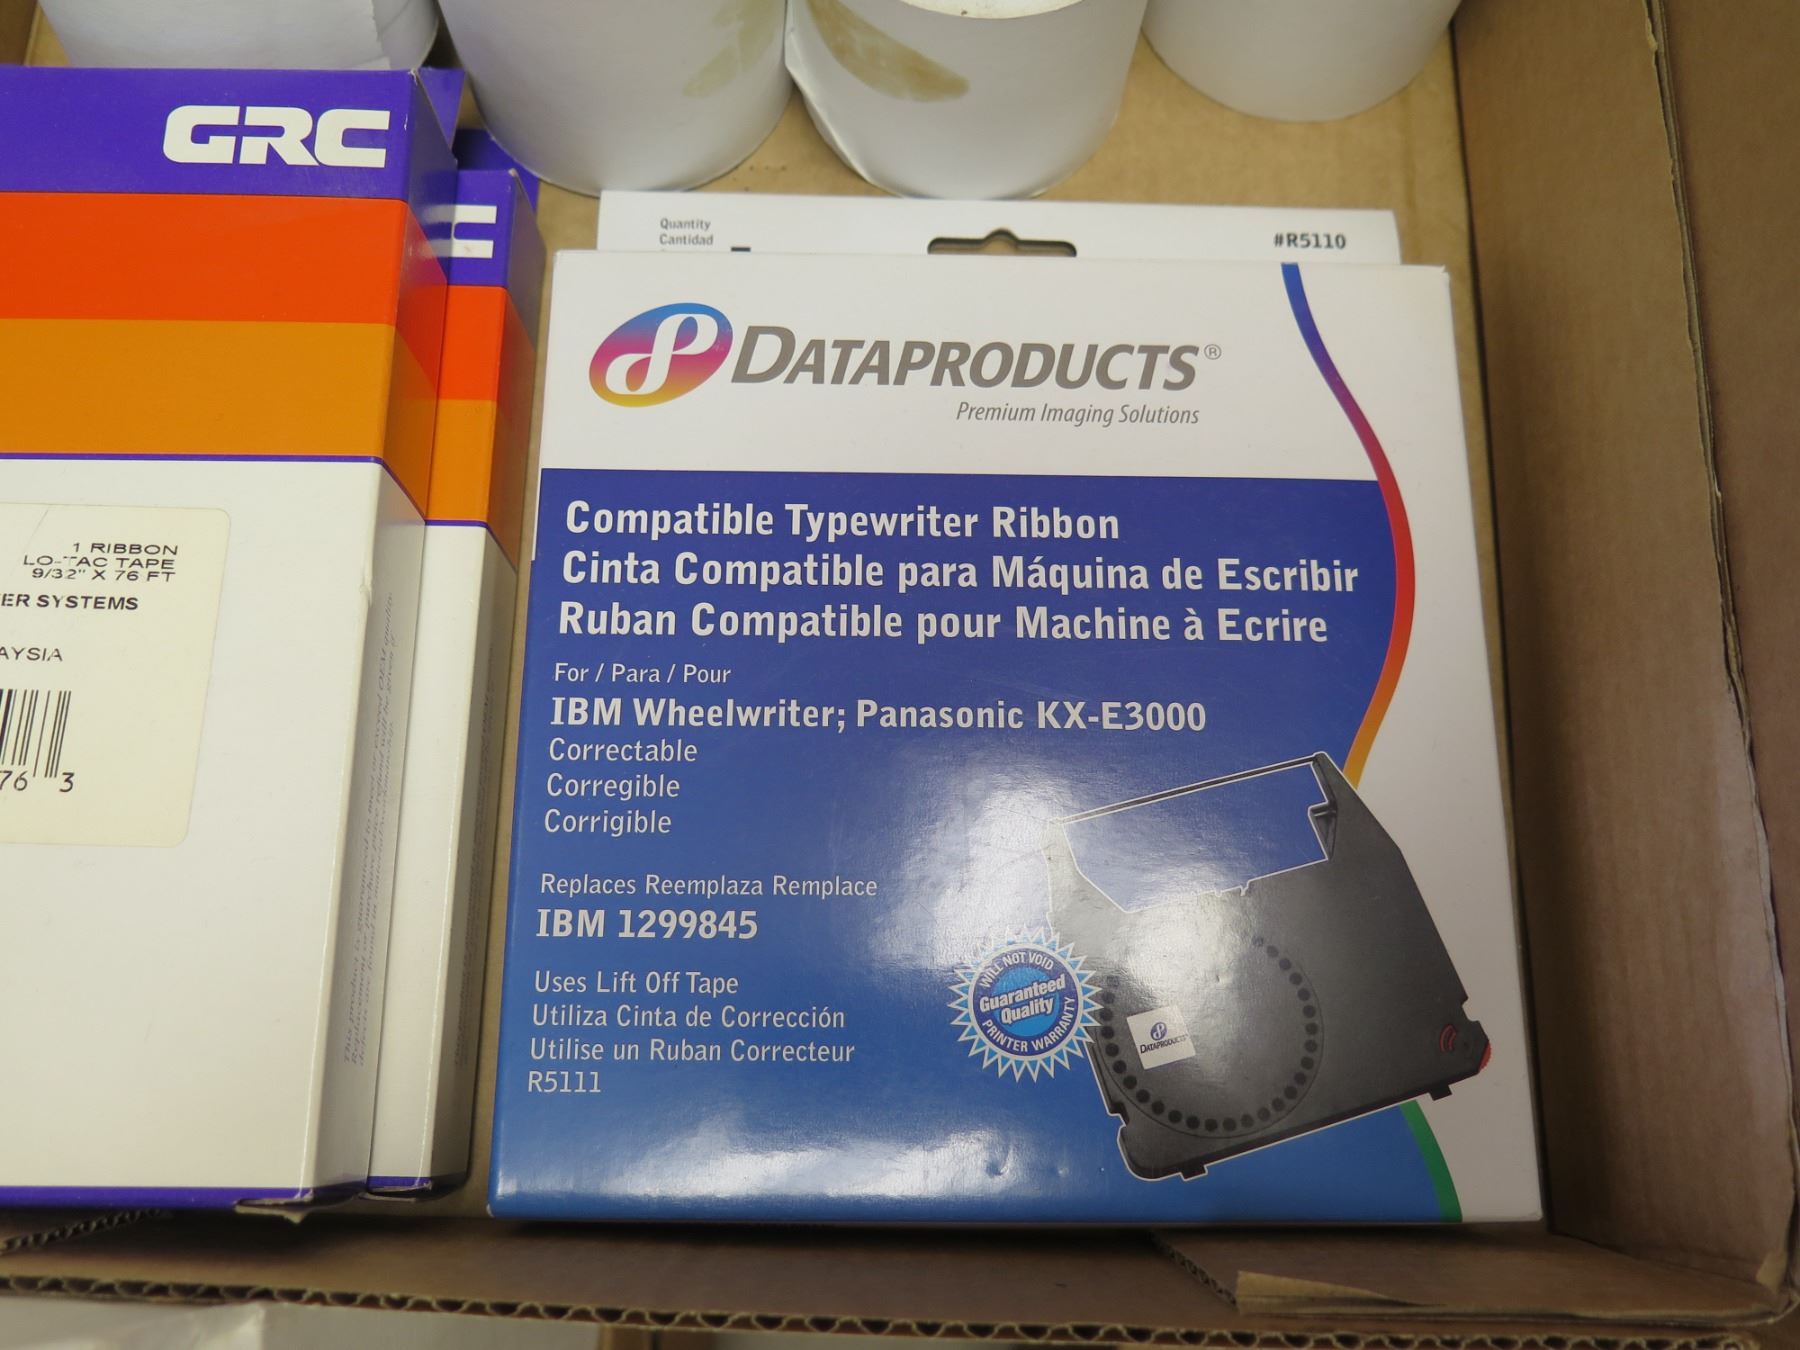 GRC
C
1 RIBBON
LO-TAC TAPE
9/32" X 76 FT
ER SYSTEMS
AYSIA
76 3
Quantity
Cantidad
#R5110
DATAPRODUCTS®
Premium Imaging Solutions
Compatible Typewriter Ribbon
Cinta Compatible para Máquina de Escribir
Ruban Compatible pour Machine à Ecrire
For / Para / Pour
IBM Wheelwriter; Panasonic KX-E3000
Correctable
Corregible
Corrigible
Replaces Reemplaza Remplace
IBM 1299845
Uses Lift Off Tape
Utiliza Cinta de Corrección
Utilise un Ruban Correcteur
R5111
WILL NOT VOID
Guaranteed
Quality
PRINTER WARRANTY
DATAPRODUCTS